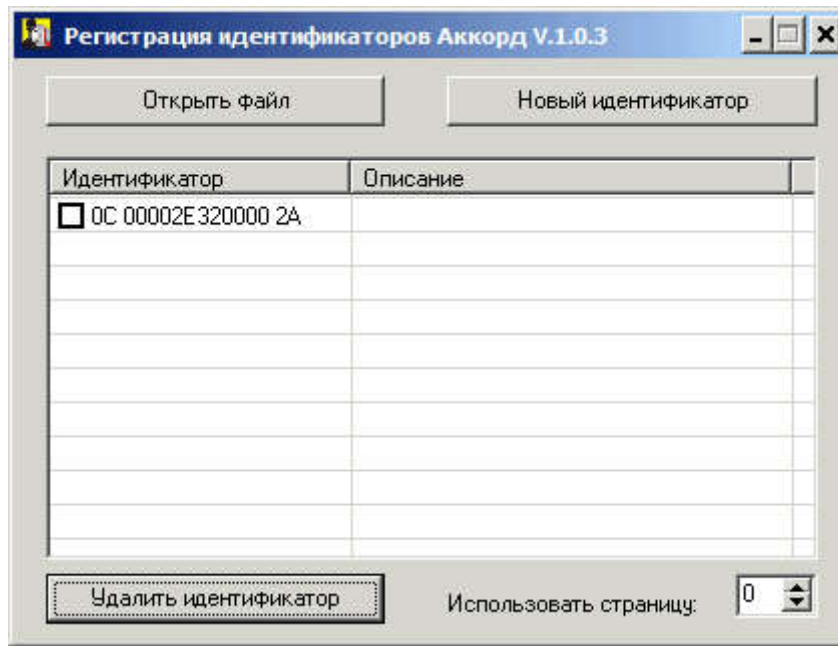 Регистрация идентификаторов Аккорд V.1.0.3
Открыть файл Новый идентификатор
Идентификатор Описание
0C 00002E320000 2A
Удалить идентификатор Использовать страницу: 0